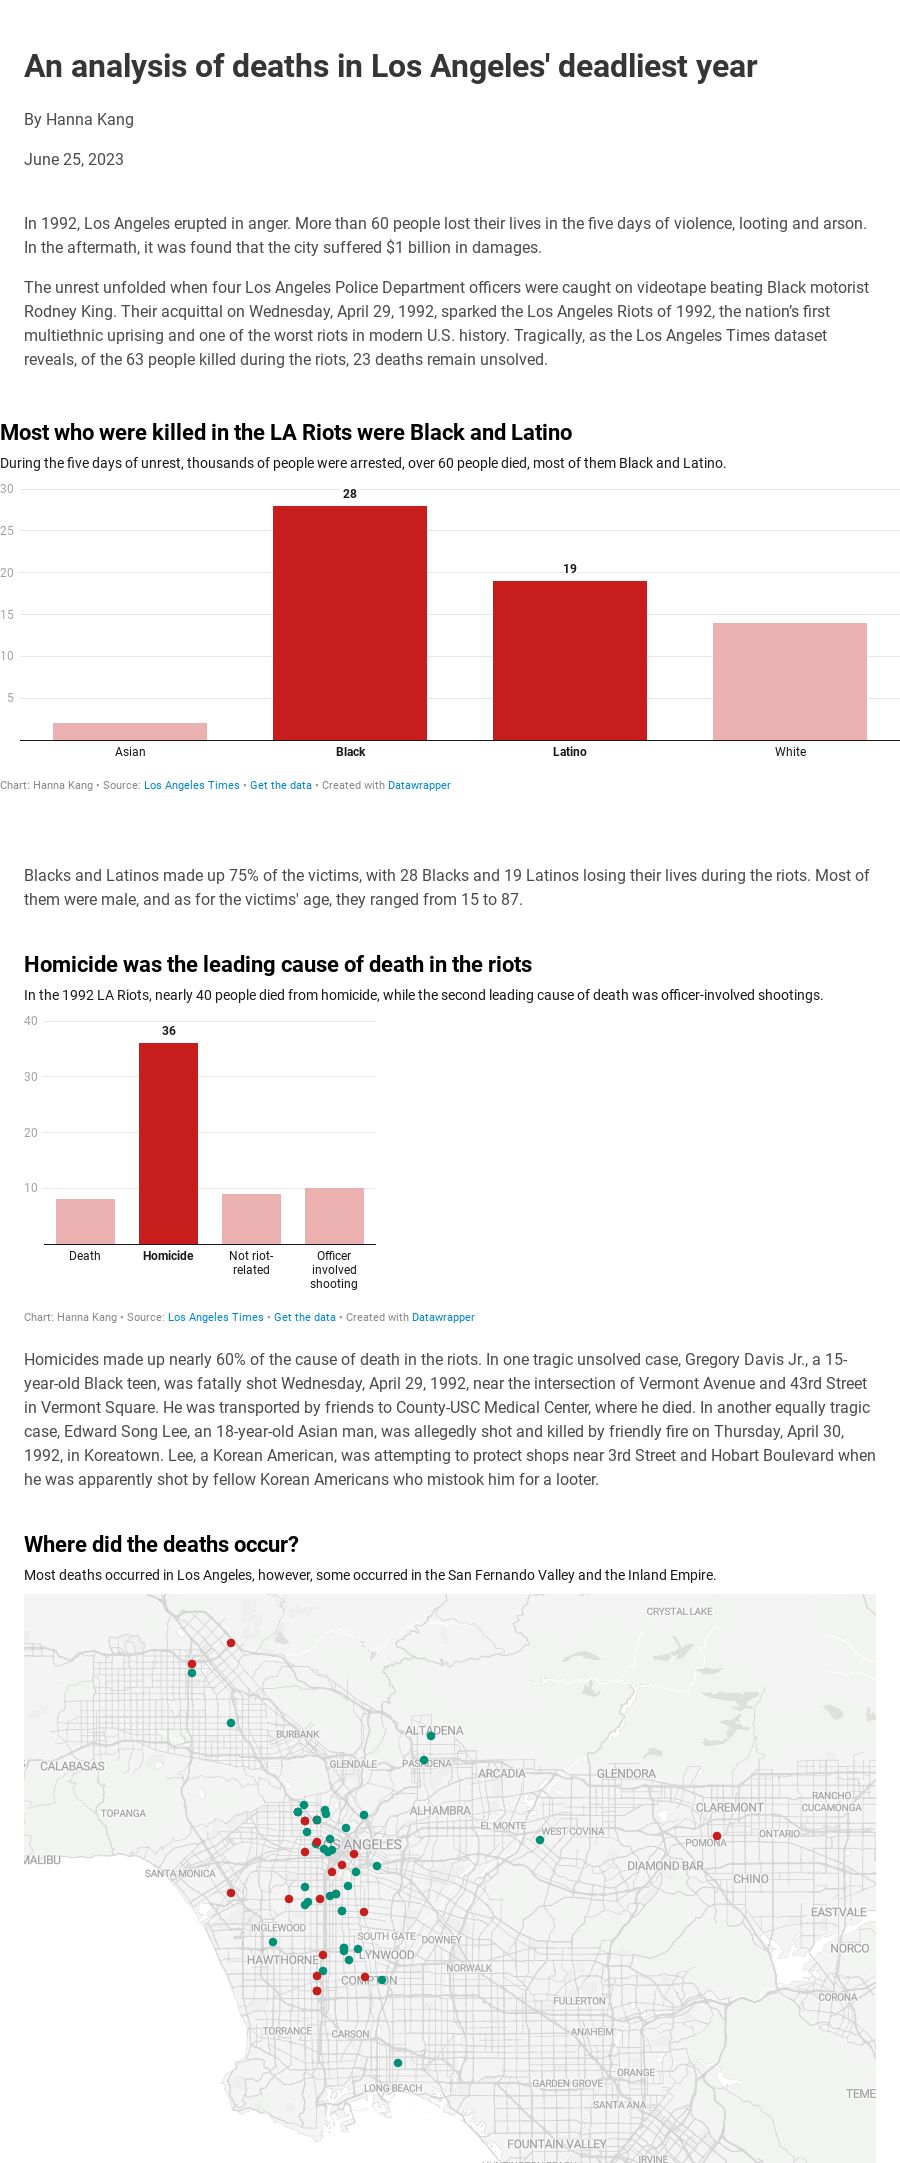 An analysis of deaths in Los Angeles' deadliest year
By Hanna Kang
June 25, 2023
In 1992, Los Angeles erupted in anger. More than 60 people lost their lives in the five days of violence, looting and arson.
In the aftermath, it was found that the city suffered $1 billion in damages.
The unrest unfolded when four Los Angeles Police Department officers were caught on videotape beating Black motorist
Rodney King. Their acquittal on Wednesday, April 29, 1992, sparked the Los Angeles Riots of 1992, the nation’s first
multiethnic uprising and one of the worst riots in modern U.S. history. Tragically, as the Los Angeles Times dataset
reveals, of the 63 people killed during the riots, 23 deaths remain unsolved.
Most who were killed in the LA Riots were Black and Latino
During the five days of unrest, thousands of people were arrested, over 60 people died, most of them Black and Latino.
30
28
25
20
19
15
10
5
Asian Black Latino White
Chart: Hanna Kang • Source: Los Angeles Times • Get the data • Created with Datawrapper
Blacks and Latinos made up 75% of the victims, with 28 Blacks and 19 Latinos losing their lives during the riots. Most of
them were male, and as for the victims' age, they ranged from 15 to 87.
Homicide was the leading cause of death in the riots
In the 1992 LA Riots, nearly 40 people died from homicide, while the second leading cause of death was officer-involved shootings.
40
36
30
20
10
Death Homicide Not riot- Officer
related involved
shooting
Chart: Hanna Kang • Source: Los Angeles Times • Get the data • Created with Datawrapper
Homicides made up nearly 60% of the cause of death in the riots. In one tragic unsolved case, Gregory Davis Jr., a 15-
year-old Black teen, was fatally shot Wednesday, April 29, 1992, near the intersection of Vermont Avenue and 43rd Street
in Vermont Square. He was transported by friends to County-USC Medical Center, where he died. In another equally tragic
case, Edward Song Lee, an 18-year-old Asian man, was allegedly shot and killed by friendly fire on Thursday, April 30,
1992, in Koreatown. Lee, a Korean American, was attempting to protect shops near 3rd Street and Hobart Boulevard when
he was apparently shot by fellow Korean Americans who mistook him for a looter.
Where did the deaths occur?
Most deaths occurred in Los Angeles, however, some occurred in the San Fernando Valley and the Inland Empire.
CRYSTAL LAKE
ALTADENA
BURBANK
CALABASAS
GLENDALE
PASADENA
ARCADIA
GLENDORA
RANCHO
CUCAMONGA
TOPANGA
ALHAMBRA
CLAREMONT
EL MONTE
WEST COVINA
ONTARIO
POMONA
S ANGELES
MALIBU
SANTA MONICA
DIAMOND BAR
CHINO
EASTVALE
INGLEWOOD
SOUTH GATE
DOWNEY
NORCO
HAWTHORNE
LYNWOOD
NORWALK
COMPTON
CORONA
FULLERTON
TORRANCE
CARSON
ANAHEIM
ORANGE
GARDEN GROVE
LONG BEACH
TEME
SANTA ANA
FOUNTAIN VALLEY
IRVINE